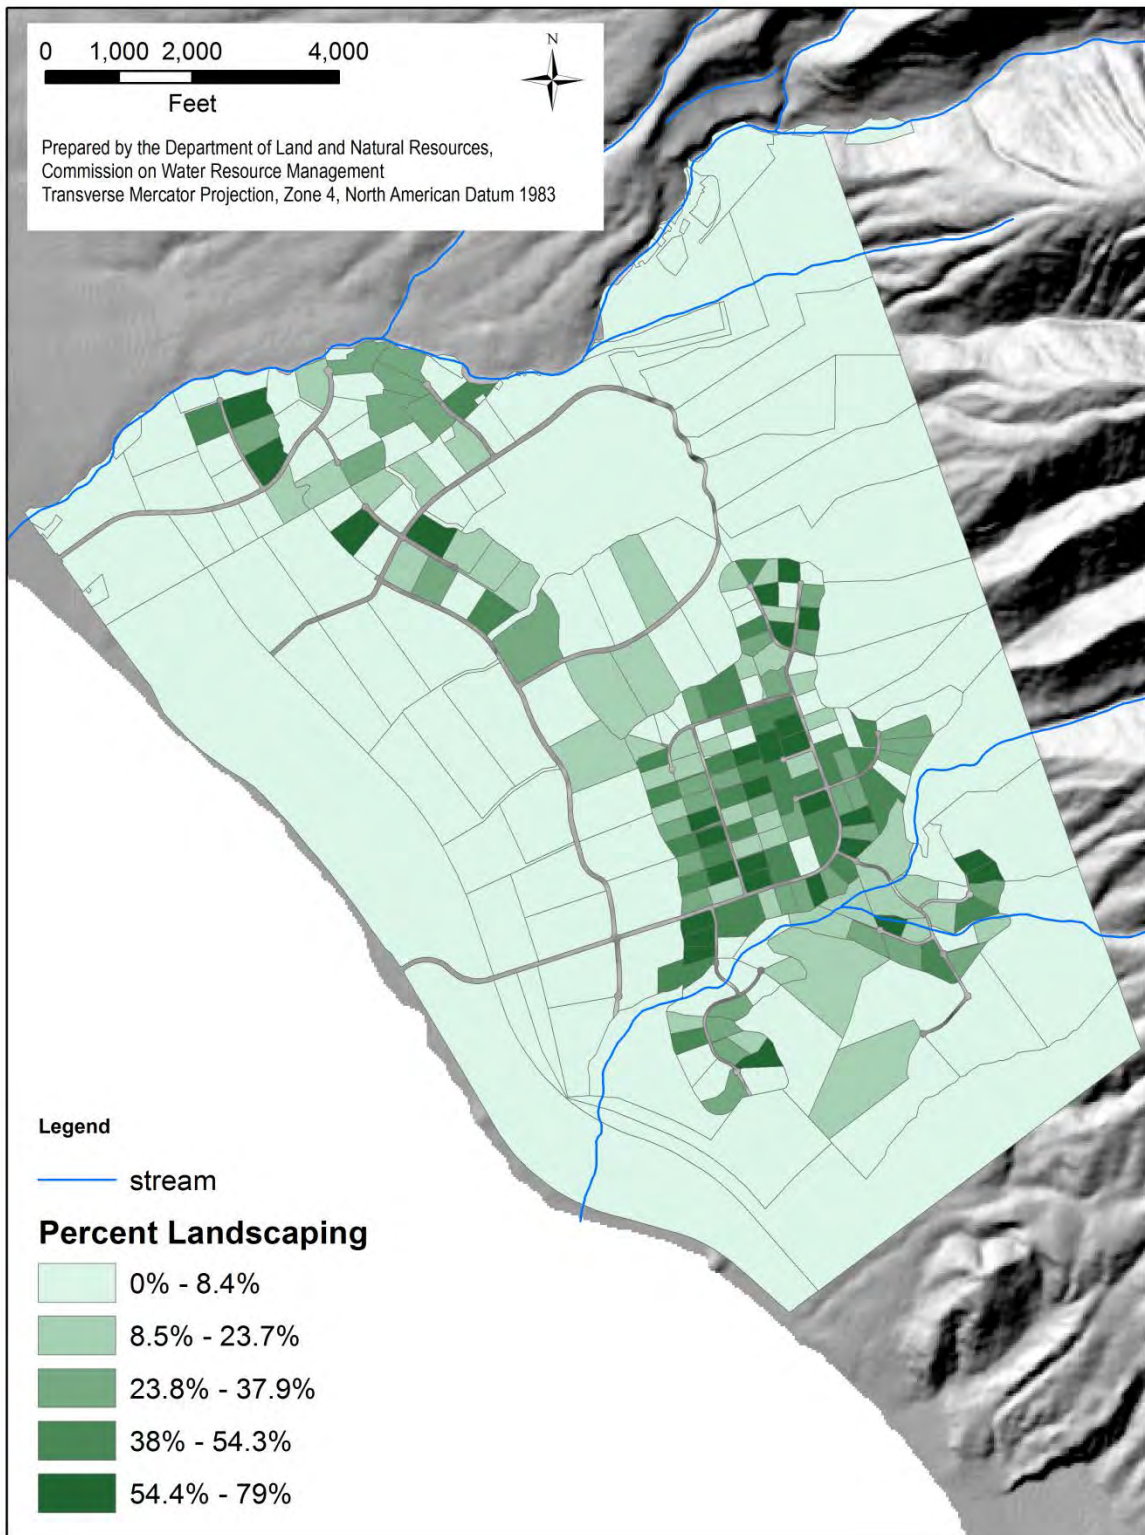 0 1,000 2,000 4,000
Feet
N
Prepared by the Department of Land and Natural Resources,
Commission on Water Resource Management
Transverse Mercator Projection, Zone 4, North American Datum 1983
Legend
stream
Percent Landscaping
0% - 8.4%
8.5% - 23.7%
23.8% - 37.9%
38% - 54.3%
54.4% - 79%